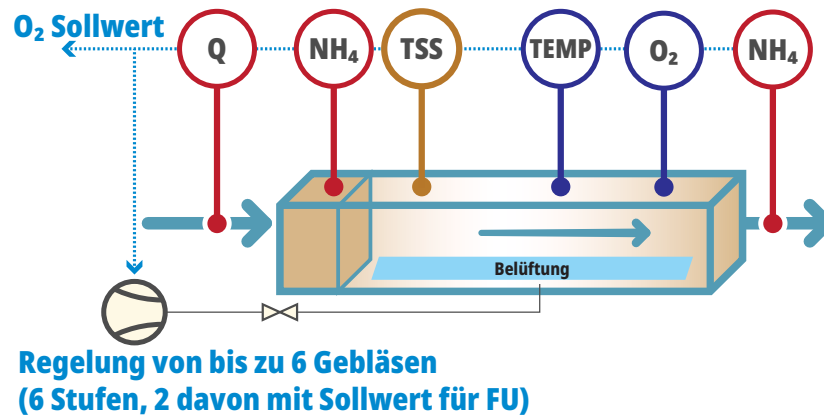 O₂ Sollwert
Q
NH₄
TSS
TEMP
O₂
NH₄
Belüftung
Regelung von bis zu 6 Gebläsen
(6 Stufen, 2 davon mit Sollwert für FU)